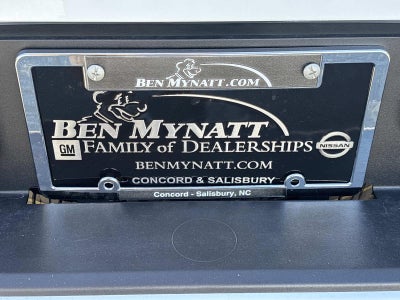 BEN MYNATT.COM
BEN MYNATT
GM FAMILY OF DEALERSHIPS NISSAN
BENMYNATT.COM
CONCORD & SALISBURY
Concord - Salisbury, NC